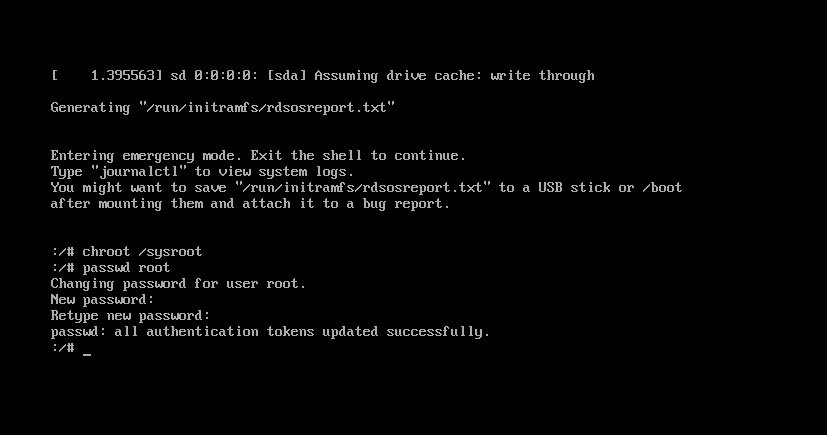 [    1.395563] sd 0:0:0:0: [sda] Assuming drive cache: write through
Generating "/run/initramfs/rdsosreport.txt"
Entering emergency mode. Exit the shell to continue.
Type "journalctl" to view system logs.
You might want to save "/run/initramfs/rdsosreport.txt" to a USB stick or /boot
after mounting them and attach it to a bug report.
:/# chroot /sysroot
:/# passwd root
Changing password for user root.
New password:
Retype new password:
passwd: all authentication tokens updated successfully.
:/# _